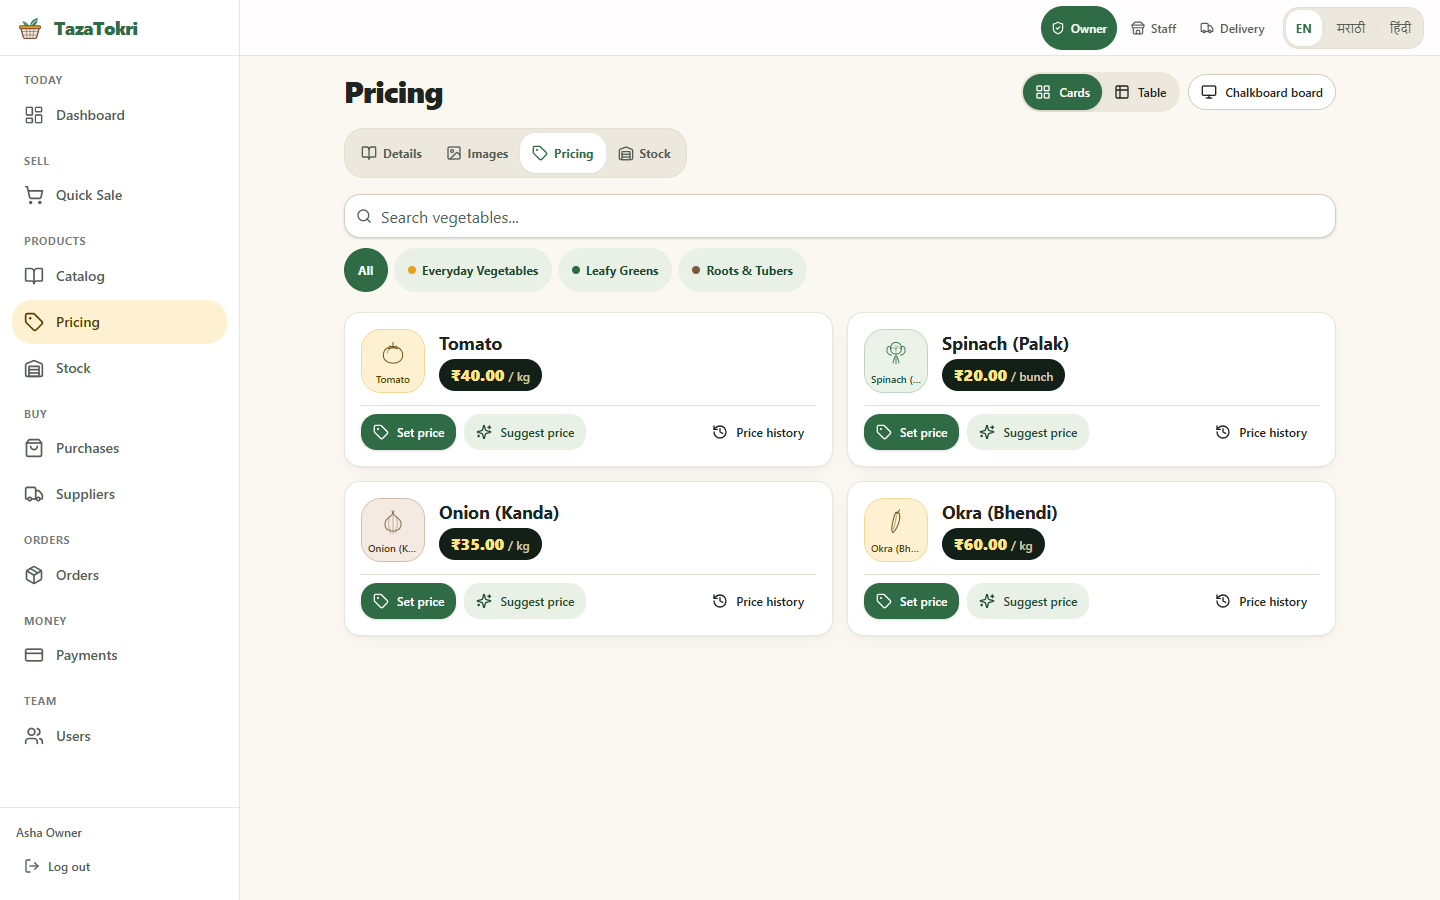 TazaTokri
Owner
Staff
Delivery
EN
मराठी
हिंदी
TODAY
Dashboard
SELL
Quick Sale
PRODUCTS
Catalog
Pricing
Stock
BUY
Purchases
Suppliers
ORDERS
Orders
MONEY
Payments
TEAM
Users
Asha Owner
Log out
Pricing
Cards
Table
Chalkboard board
Details
Images
Pricing
Stock
Search vegetables...
All
Everyday Vegetables
Leafy Greens
Roots & Tubers
Tomato
Tomato
₹40.00 / kg
Set price
Suggest price
Price history
Spinach (...
Spinach (Palak)
₹20.00 / bunch
Set price
Suggest price
Price history
Onion (K...
Onion (Kanda)
₹35.00 / kg
Set price
Suggest price
Price history
Okra (Bh...
Okra (Bhendi)
₹60.00 / kg
Set price
Suggest price
Price history